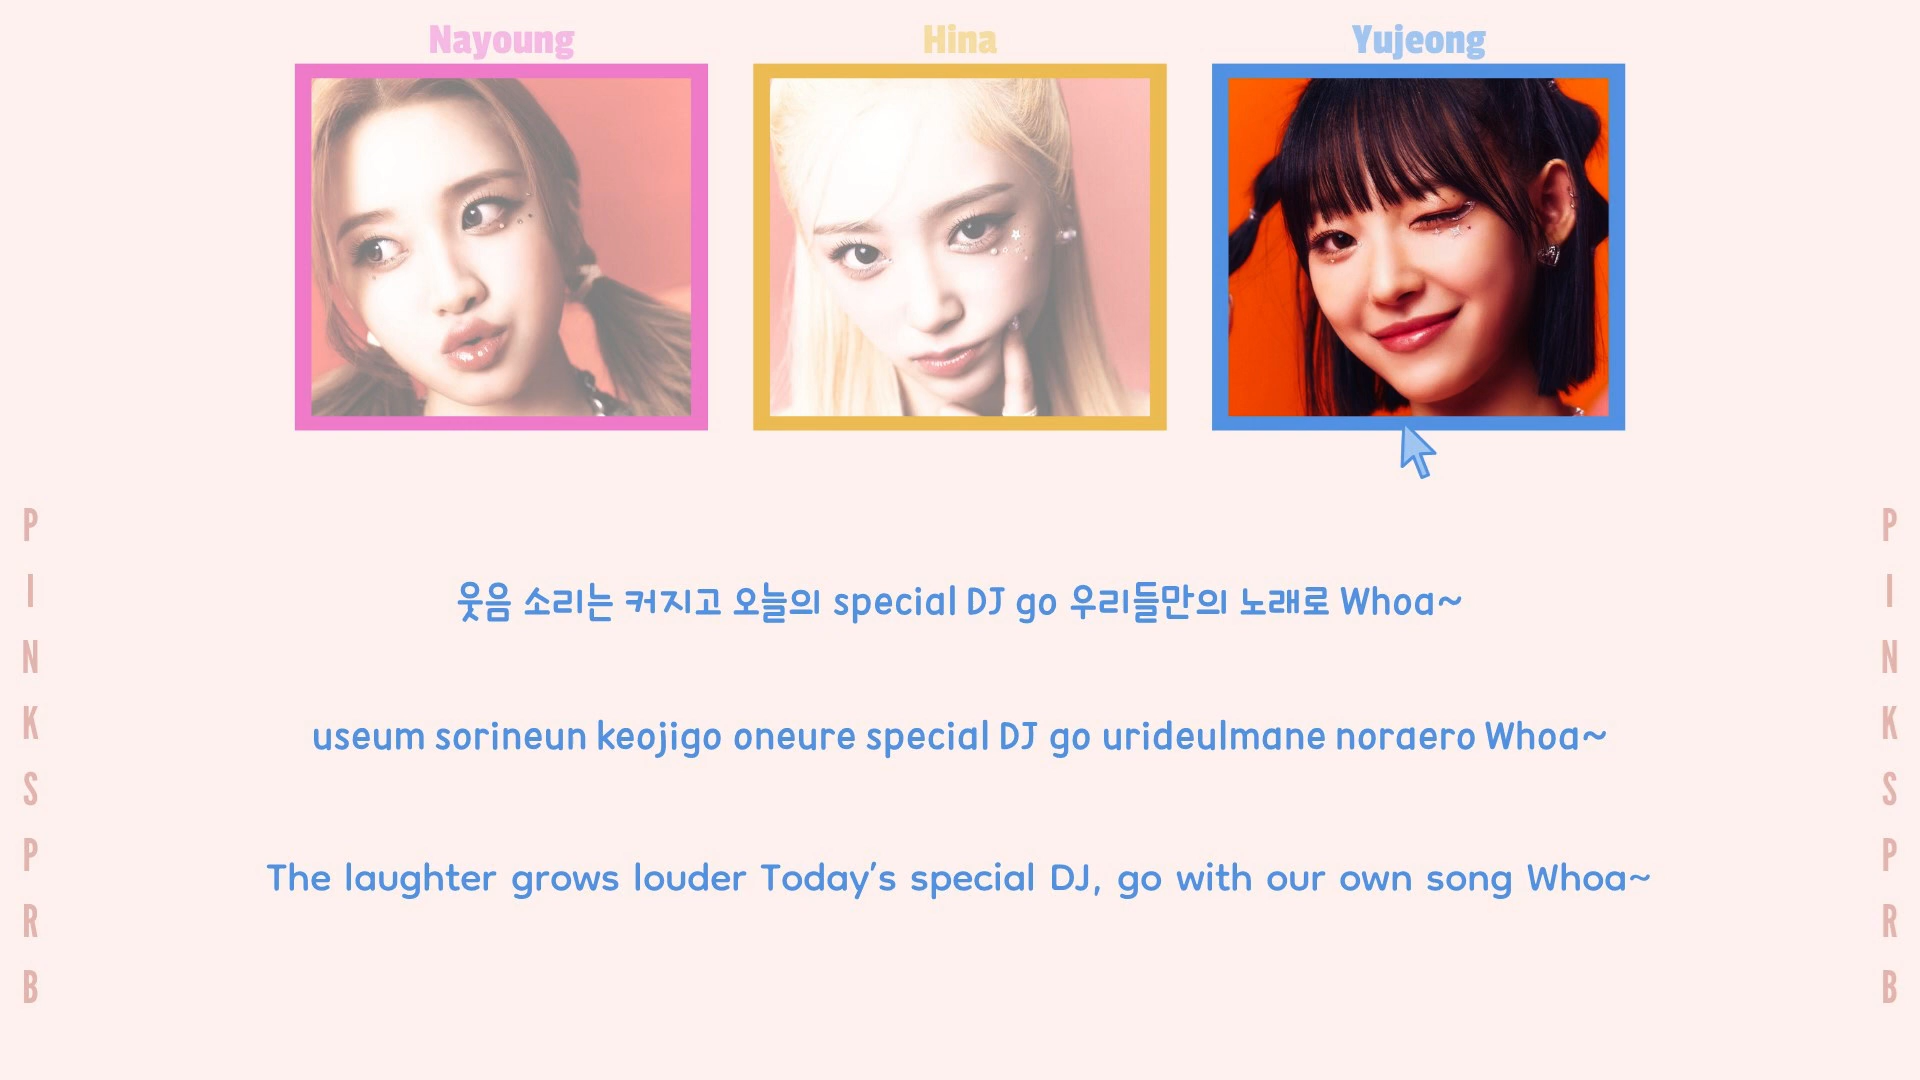 Nayoung
Hina
Yujeong
웃음 소리는 커지고 오늘의 special DJ go 우리들만의 노래로 Whoa~
useum sorineun keojigo oneure special DJ go urideulmane noraero Whoa~
The laughter grows louder Today's special DJ, go with our own song Whoa~
PINKSPRB
PINKSPRB